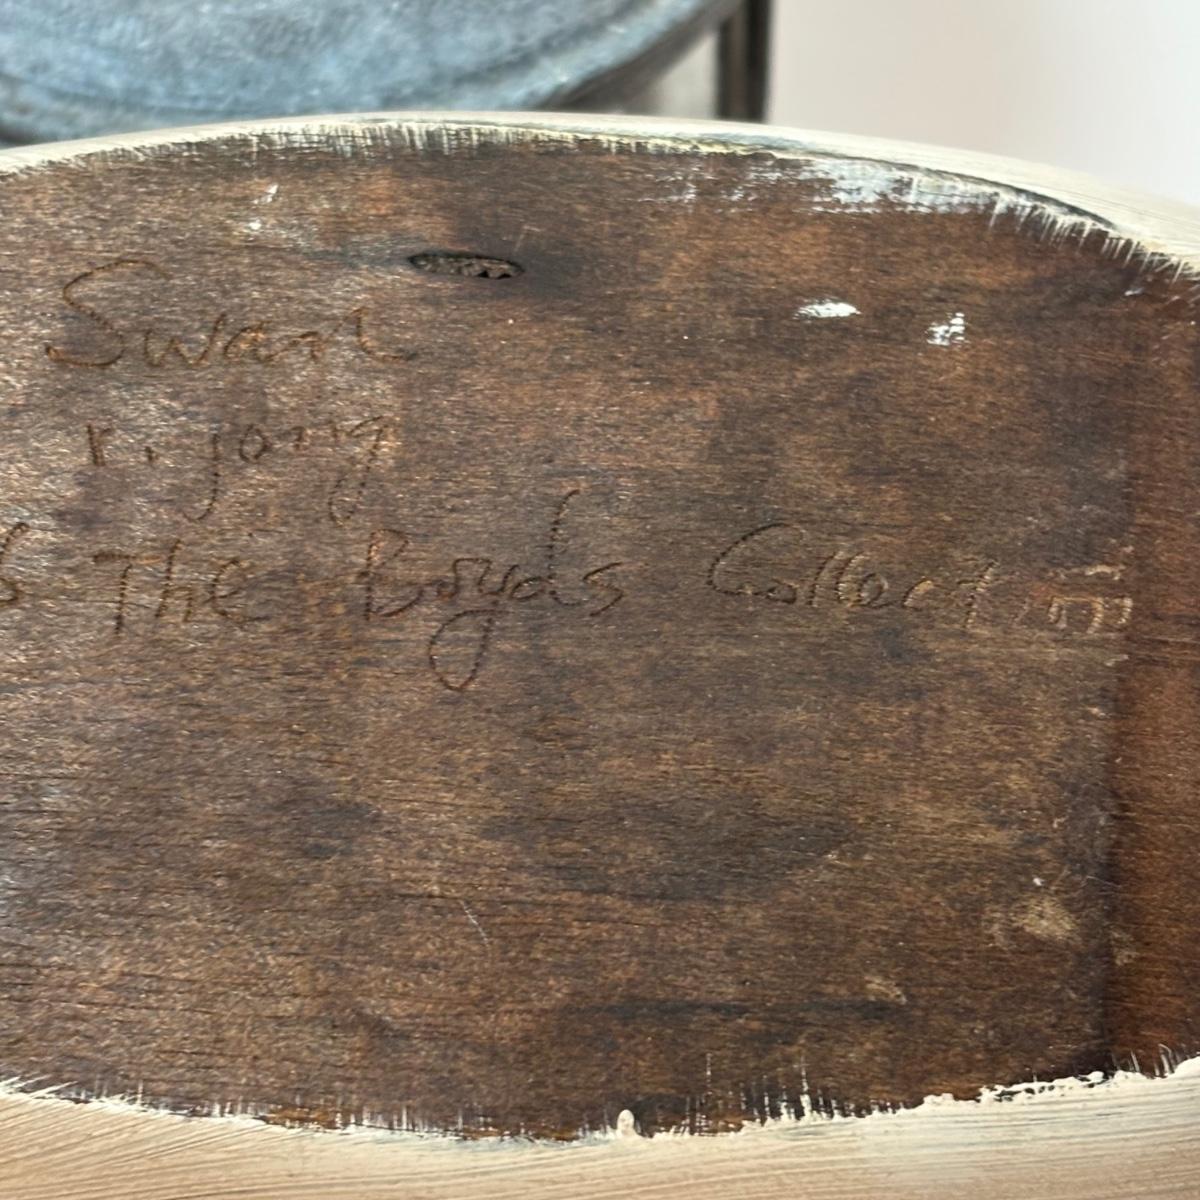 Swan
r. jong
The Boyds Collection